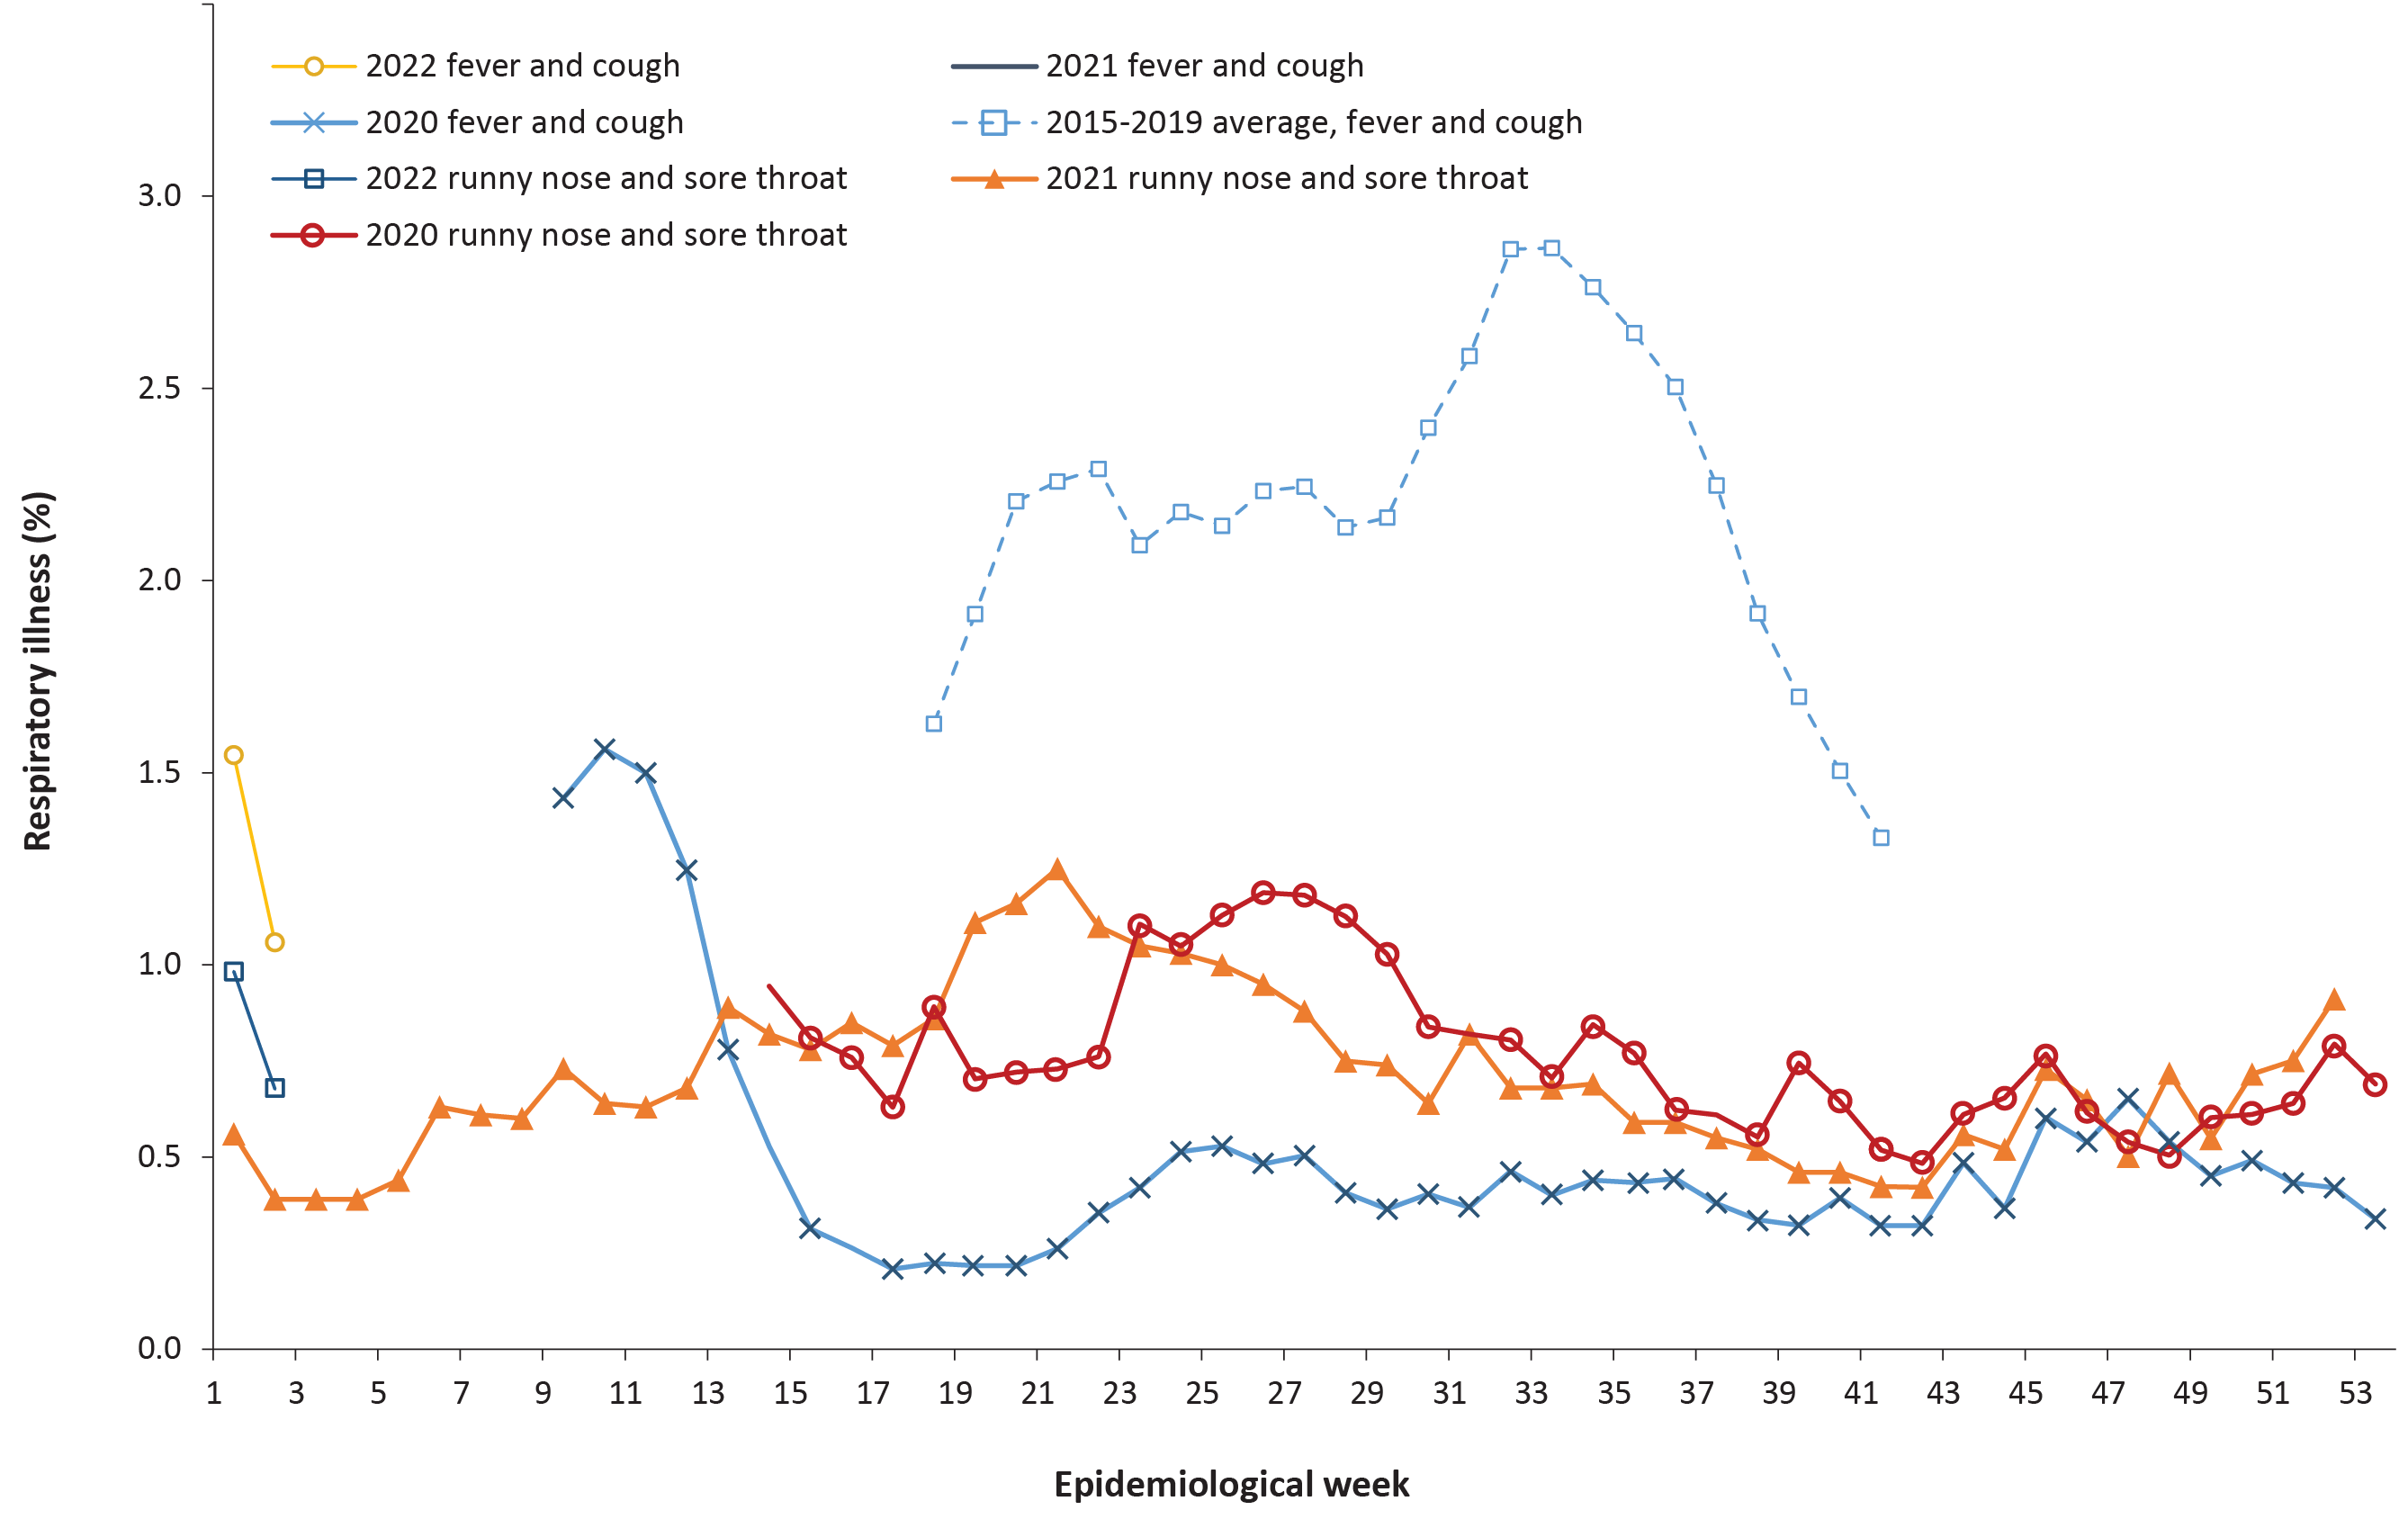 2022 fever and cough
2021 fever and cough
2020 fever and cough
2015-2019 average, fever and cough
2022 runny nose and sore throat
2021 runny nose and sore throat
2020 runny nose and sore throat
Respiratory illness (%)
3.0
2.5
2.0
1.5
1.0
0.5
0.0
1 3 5 7 9 11 13 15 17 19 21 23 25 27 29 31 33 35 37 39 41 43 45 47 49 51 53
Epidemiological week